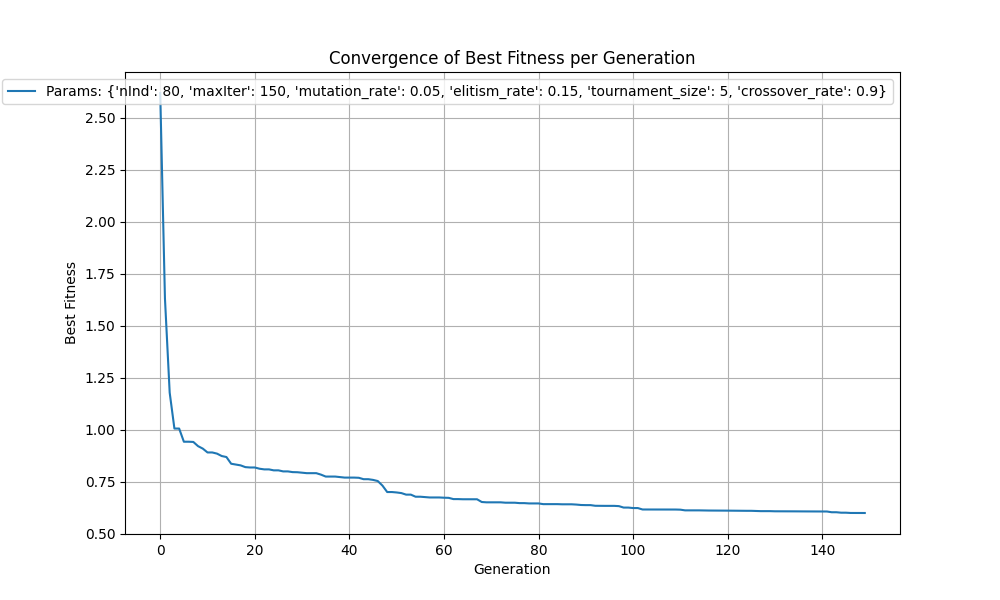 Convergence of Best Fitness per Generation
Params: {'nInd': 80, 'maxIter': 150, 'mutation_rate': 0.05, 'elitism_rate': 0.15, 'tournament_size': 5, 'crossover_rate': 0.9}
2.50
2.25
2.00
1.75
1.50
1.25
1.00
0.75
0.50
Best Fitness
0 20 40 60 80 100 120 140
Generation